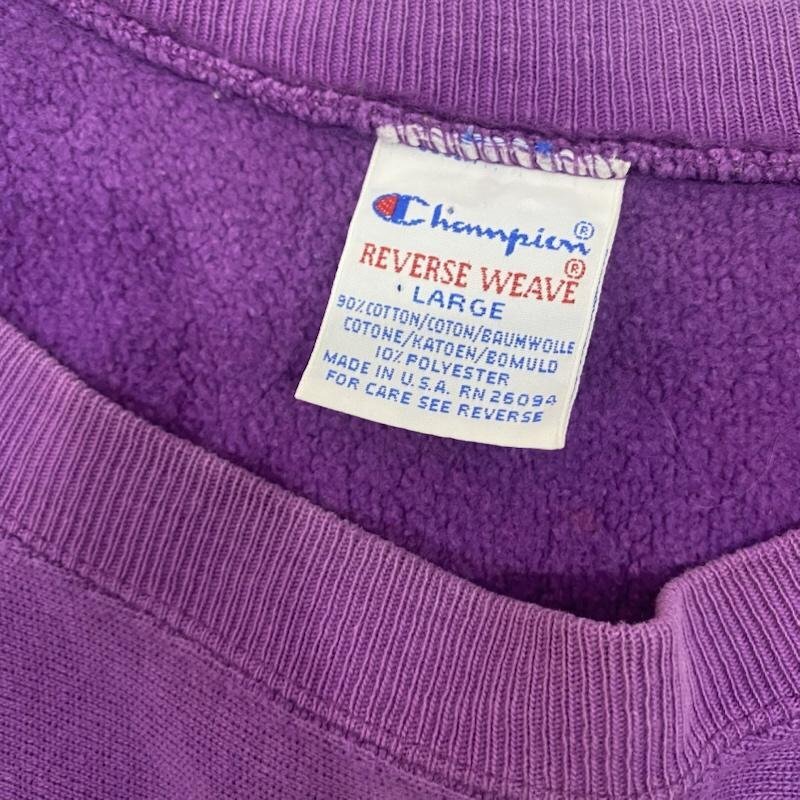 Champion®
REVERSE WEAVE®
LARGE
90% COTTON/COTON/BAUMWOLLE
COTONE/KATOEN/BOMULD
10% POLYESTER
MADE IN U.S.A. RN 26094
FOR CARE SEE REVERSE